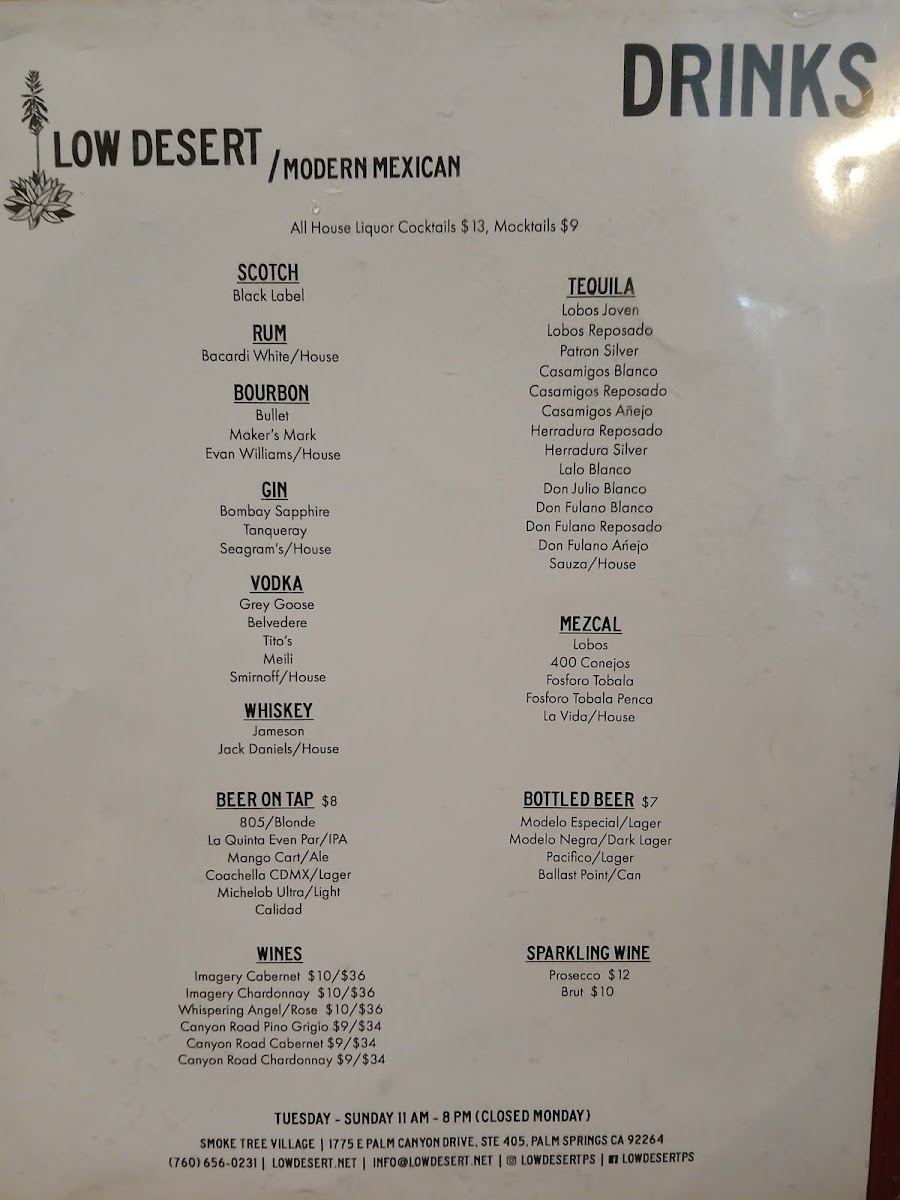 DRINKS
LOW DESERT / MODERN MEXICAN
All House Liquor Cocktails $13, Mocktails $9
SCOTCH
Black Label
RUM
Bacardi White/House
BOURBON
Bullet
Maker's Mark
Evan Williams/House
GIN
Bombay Sapphire
Tanqueray
Seagram's/House
VODKA
Grey Goose
Belvedere
Tito's
Meili
Smirnoff/House
WHISKEY
Jameson
Jack Daniels/House
TEQUILA
Lobos Joven
Lobos Reposado
Patron Silver
Casamigos Blanco
Casamigos Reposado
Casamigos Añejo
Herradura Reposado
Herradura Silver
Lalo Blanco
Don Julio Blanco
Don Fulano Blanco
Don Fulano Reposado
Don Fulano Añejo
Sauza/House
MEZCAL
Lobos
400 Conejos
Fosforo Tobala
Fosforo Tobala Penca
La Vida/House
BEER ON TAP $8
805/Blonde
La Quinta Even Par/IPA
Mango Cart/Ale
Coachella CDMX/Lager
Michelob Ultra/Light
Calidad
BOTTLED BEER $7
Modelo Especial/Lager
Modelo Negra/Dark Lager
Pacifico/Lager
Ballast Point/Can
WINES
Imagery Cabernet $10/$36
Imagery Chardonnay $10/$36
Whispering Angel/Rose $10/$36
Canyon Road Pino Grigio $9/$34
Canyon Road Cabernet $9/$34
Canyon Road Chardonnay $9/$34
SPARKLING WINE
Prosecco $12
Brut $10
TUESDAY - SUNDAY 11 AM - 8 PM (CLOSED MONDAY)
SMOKE TREE VILLAGE | 1775 E PALM CANYON DRIVE, STE 405, PALM SPRINGS CA 92264
(760) 656-0231 | LOWDESERT.NET | INFO@LOWDESERT.NET | LOWDESERTPS | LOWDESERTPS